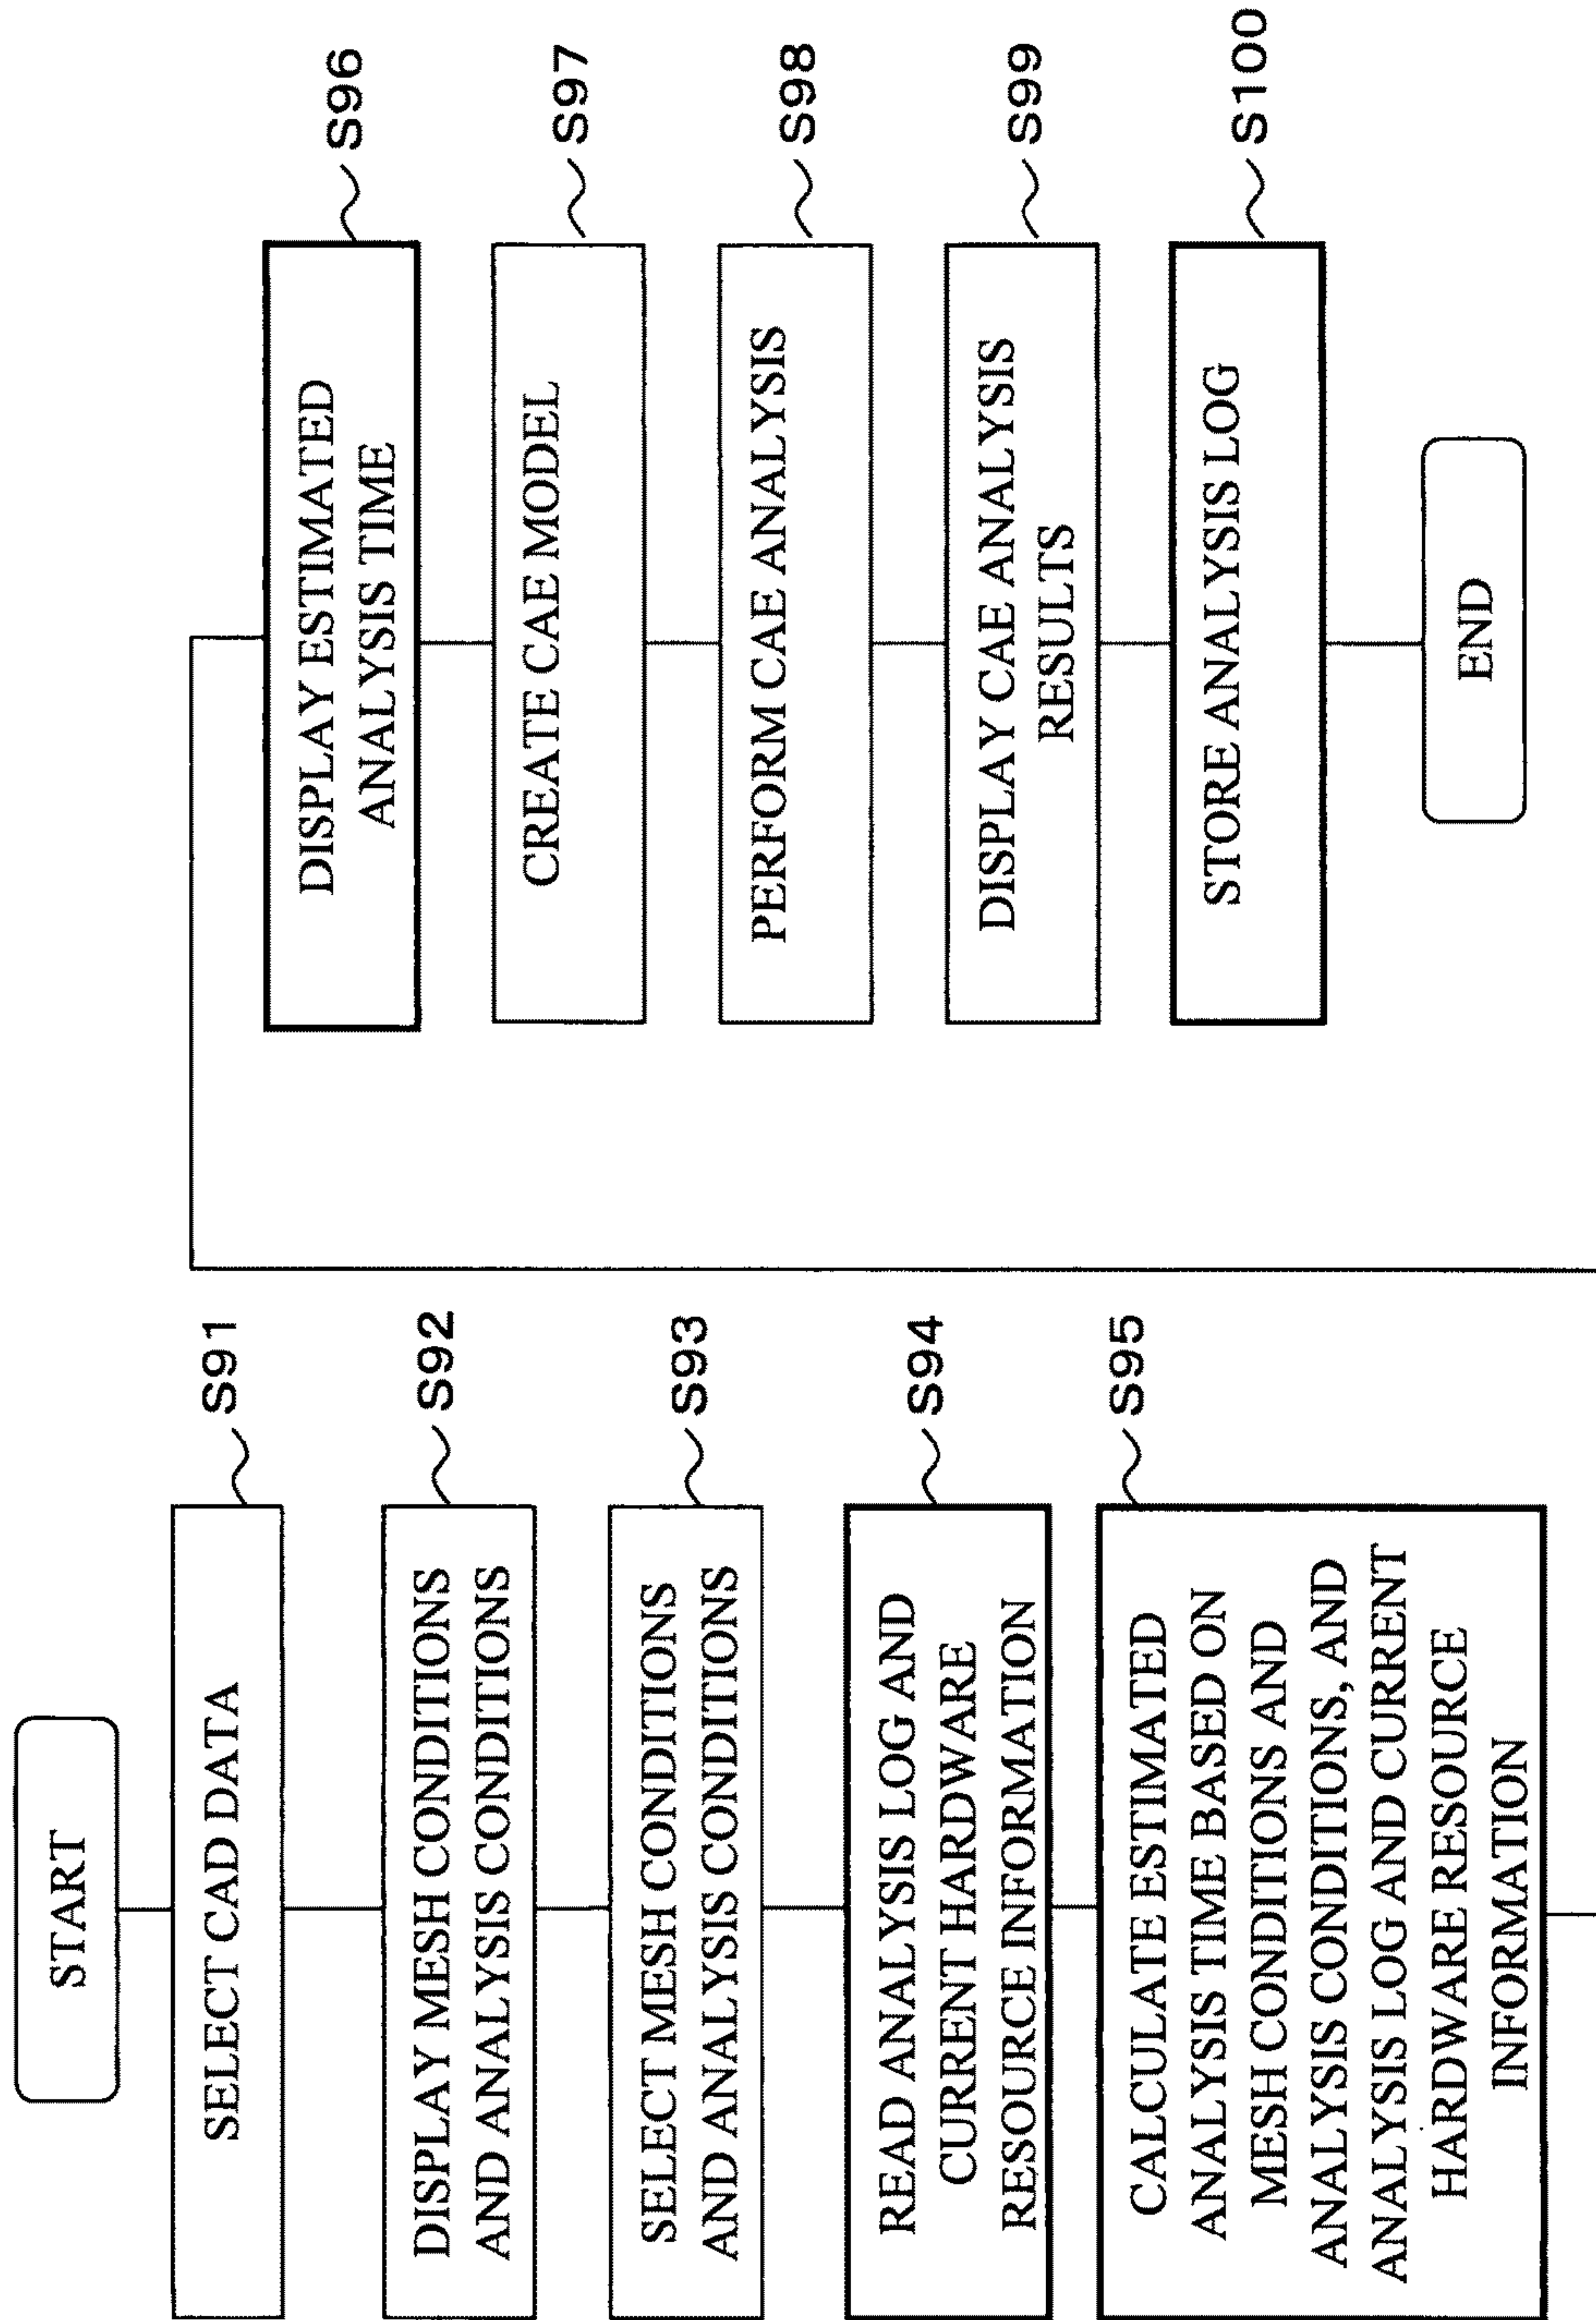 START
SELECT CAD DATA
S91
DISPLAY MESH CONDITIONS
AND ANALYSIS CONDITIONS
S92
SELECT MESH CONDITIONS
AND ANALYSIS CONDITIONS
S93
READ ANALYSIS LOG AND
CURRENT HARDWARE
RESOURCE INFORMATION
S94
CALCULATE ESTIMATED
ANALYSIS TIME BASED ON
MESH CONDITIONS AND
ANALYSIS CONDITIONS, AND
ANALYSIS LOG AND CURRENT
HARDWARE RESOURCE
INFORMATION
S95
DISPLAY ESTIMATED
ANALYSIS TIME
S96
CREATE CAE MODEL
S97
PERFORM CAE ANALYSIS
S98
DISPLAY CAE ANALYSIS
RESULTS
S99
STORE ANALYSIS LOG
S100
END